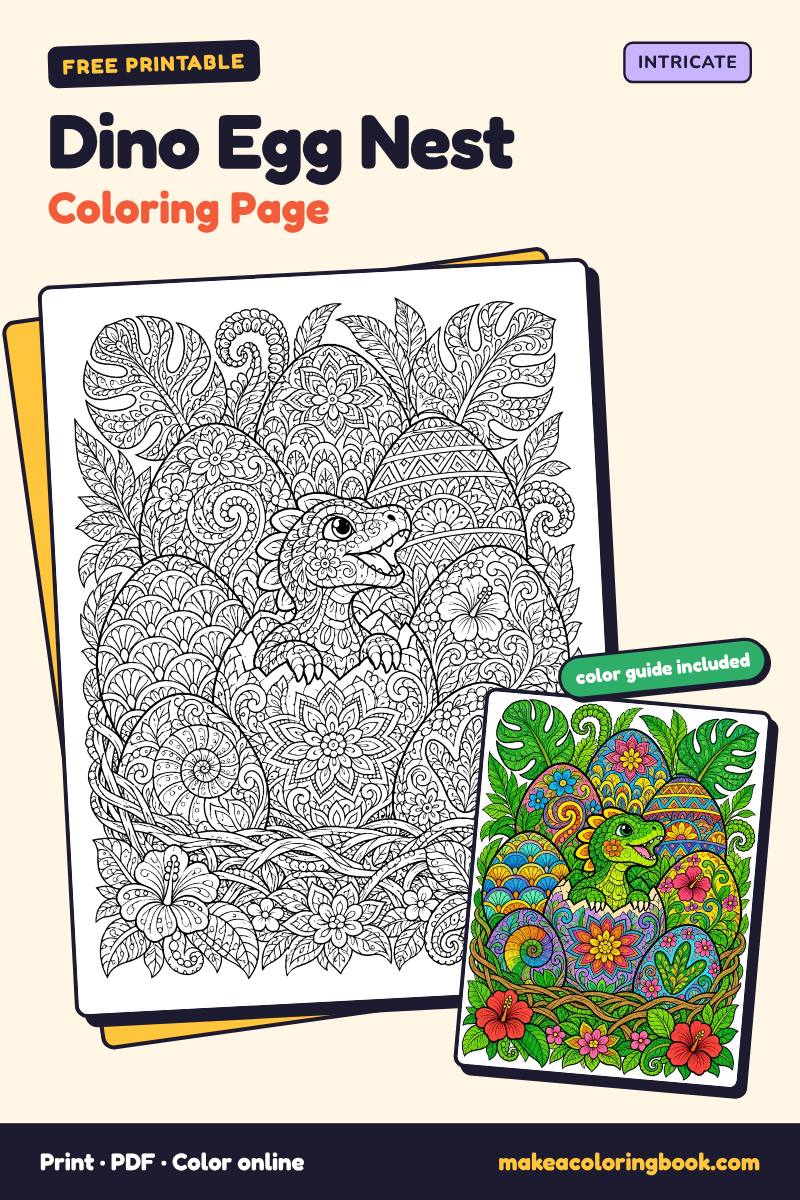 FREE PRINTABLE
INTRICATE
Dino Egg Nest
Coloring Page
color guide included
Print · PDF · Color online
makeacoloringbook.com